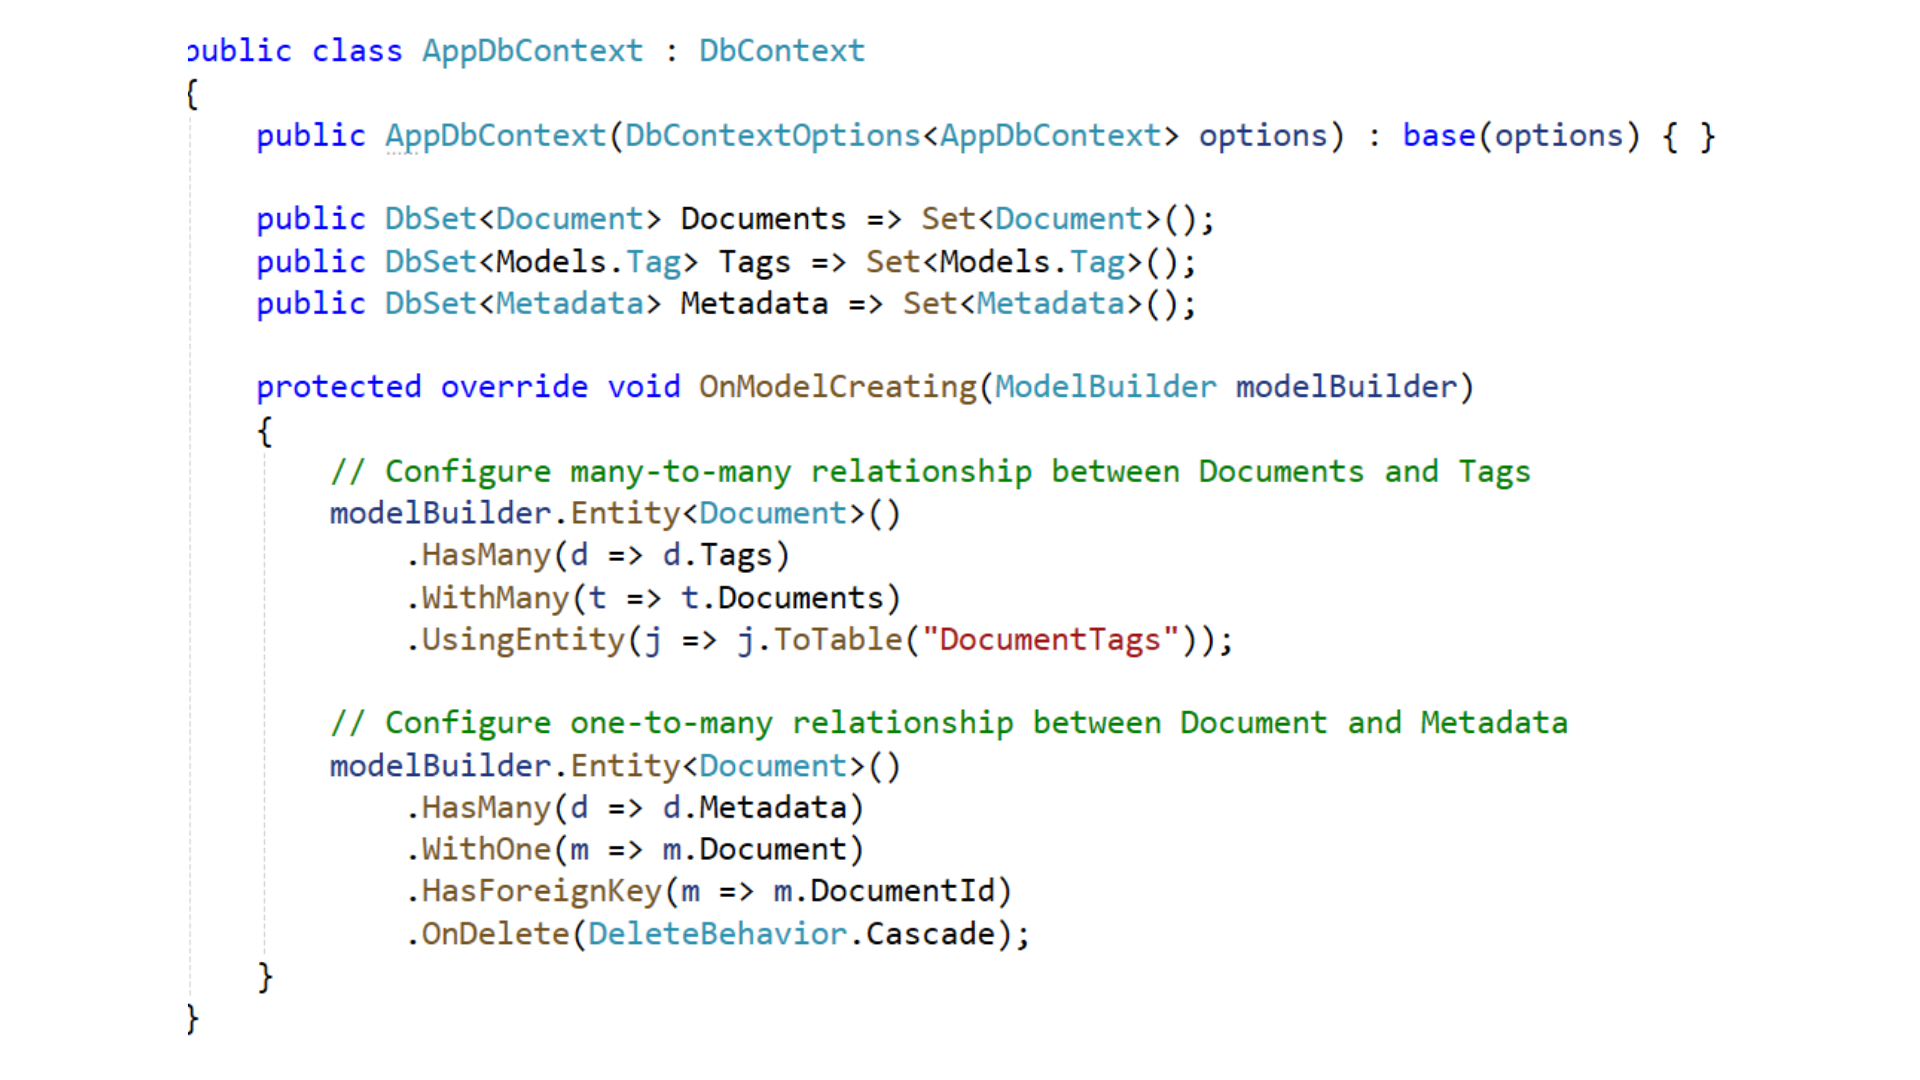 public class AppDbContext : DbContext
{
    public AppDbContext(DbContextOptions<AppDbContext> options) : base(options) { }

    public DbSet<Document> Documents => Set<Document>();
    public DbSet<Models.Tag> Tags => Set<Models.Tag>();
    public DbSet<Metadata> Metadata => Set<Metadata>();

    protected override void OnModelCreating(ModelBuilder modelBuilder)
    {
        // Configure many-to-many relationship between Documents and Tags
        modelBuilder.Entity<Document>()
            .HasMany(d => d.Tags)
            .WithMany(t => t.Documents)
            .UsingEntity(j => j.ToTable("DocumentTags"));

        // Configure one-to-many relationship between Document and Metadata
        modelBuilder.Entity<Document>()
            .HasMany(d => d.Metadata)
            .WithOne(m => m.Document)
            .HasForeignKey(m => m.DocumentId)
            .OnDelete(DeleteBehavior.Cascade);
    }
}